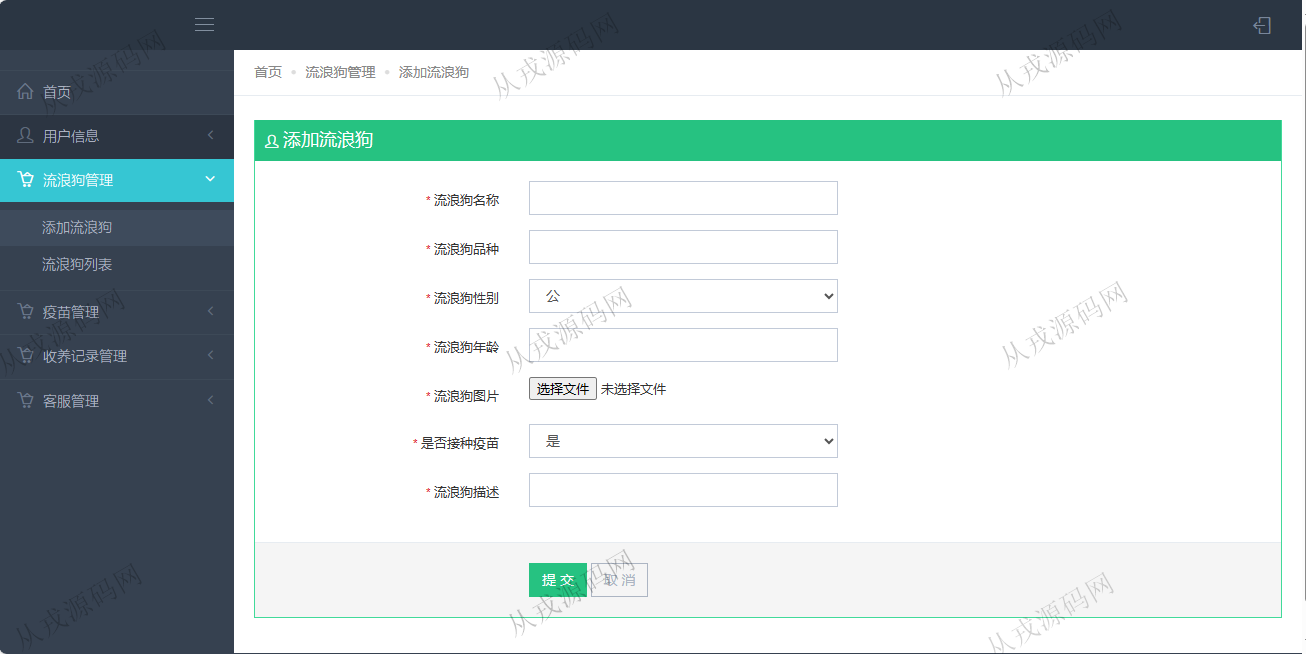 首页
用户信息
流浪狗管理
添加流浪狗
流浪狗列表
疫苗管理
收养记录管理
客服管理
首页 流浪狗管理 添加流浪狗
添加流浪狗
* 流浪狗名称
* 流浪狗品种
* 流浪狗性别 公
* 流浪狗年龄
* 流浪狗图片 选择文件 未选择文件
* 是否接种疫苗 是
* 流浪狗描述
提 交 取 消
从戎源码网
从戎源码网
从戎源码网
从戎源码网
从戎源码网
从戎源码网
从戎源码网
从戎源码网
从戎源码网